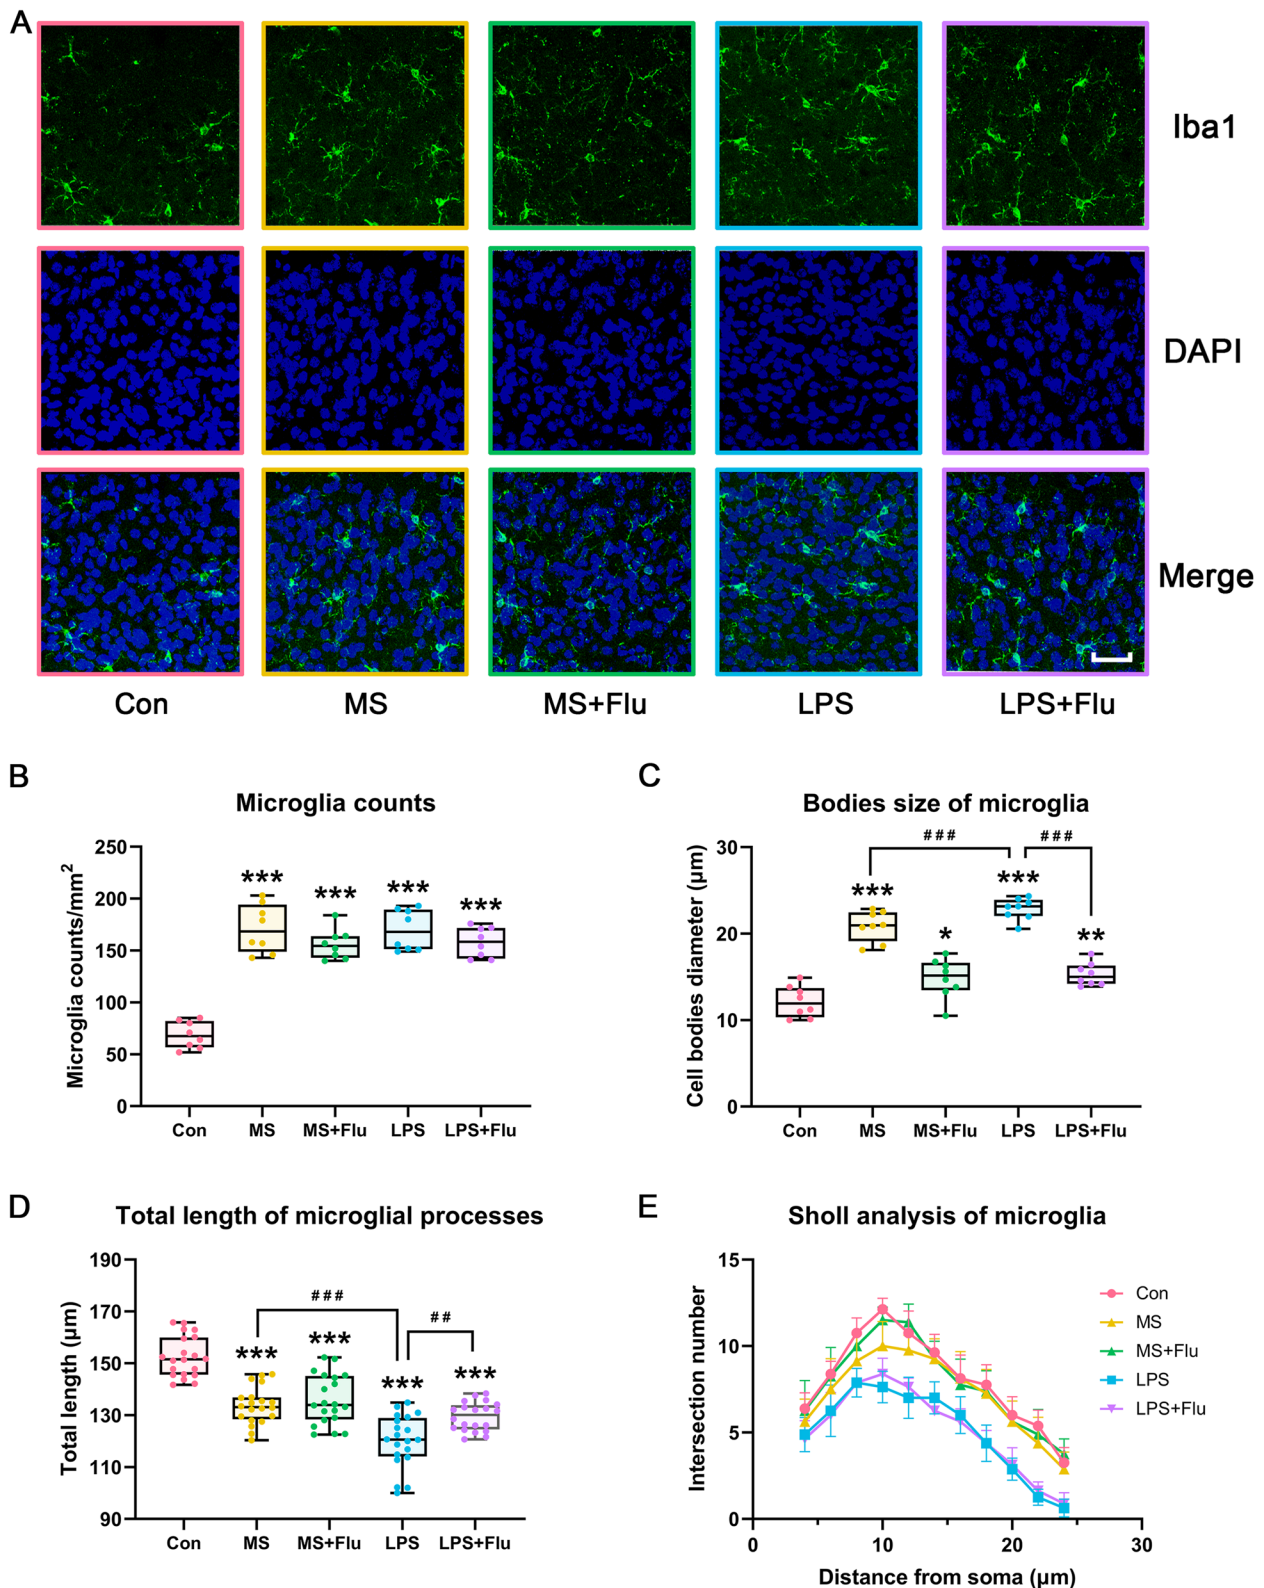 A
Iba1
DAPI
Merge
Con MS MS+Flu LPS LPS+Flu
B
Microglia counts
Microglia counts/mm2
250
200
150
100
50
0
***
***
***
***
Con MS MS+Flu LPS LPS+Flu
C
Bodies size of microglia
Cell bodies diameter (µm)
30
20
10
0
### ###
***
*
***
**
Con MS MS+Flu LPS LPS+Flu
D
Total length of microglial processes
Total length (µm)
190
170
150
130
110
90
###
##
***
***
***
***
Con MS MS+Flu LPS LPS+Flu
E
Sholl analysis of microglia
Intersection number
15
10
5
0
0 10 20 30
Distance from soma (µm)
Con
MS
MS+Flu
LPS
LPS+Flu